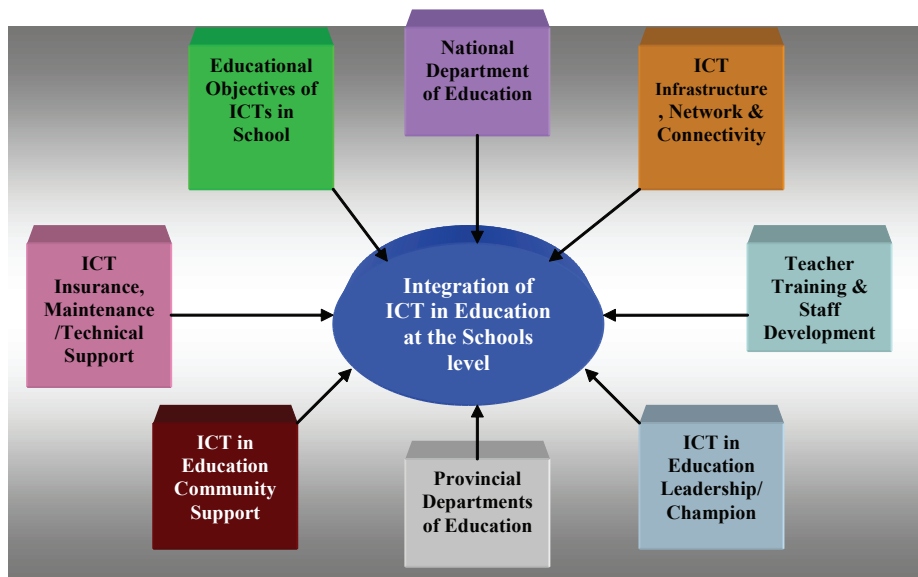 Educational
Objectives of
ICTs in
School
National
Department
of Education
ICT
Infrastructure
, Network &
Connectivity
ICT
Insurance,
Maintenance
/Technical
Support
Integration of
ICT in Education
at the Schools
level
Teacher
Training &
Staff
Development
ICT in
Education
Community
Support
Provincial
Departments
of Education
ICT in
Education
Leadership/
Champion